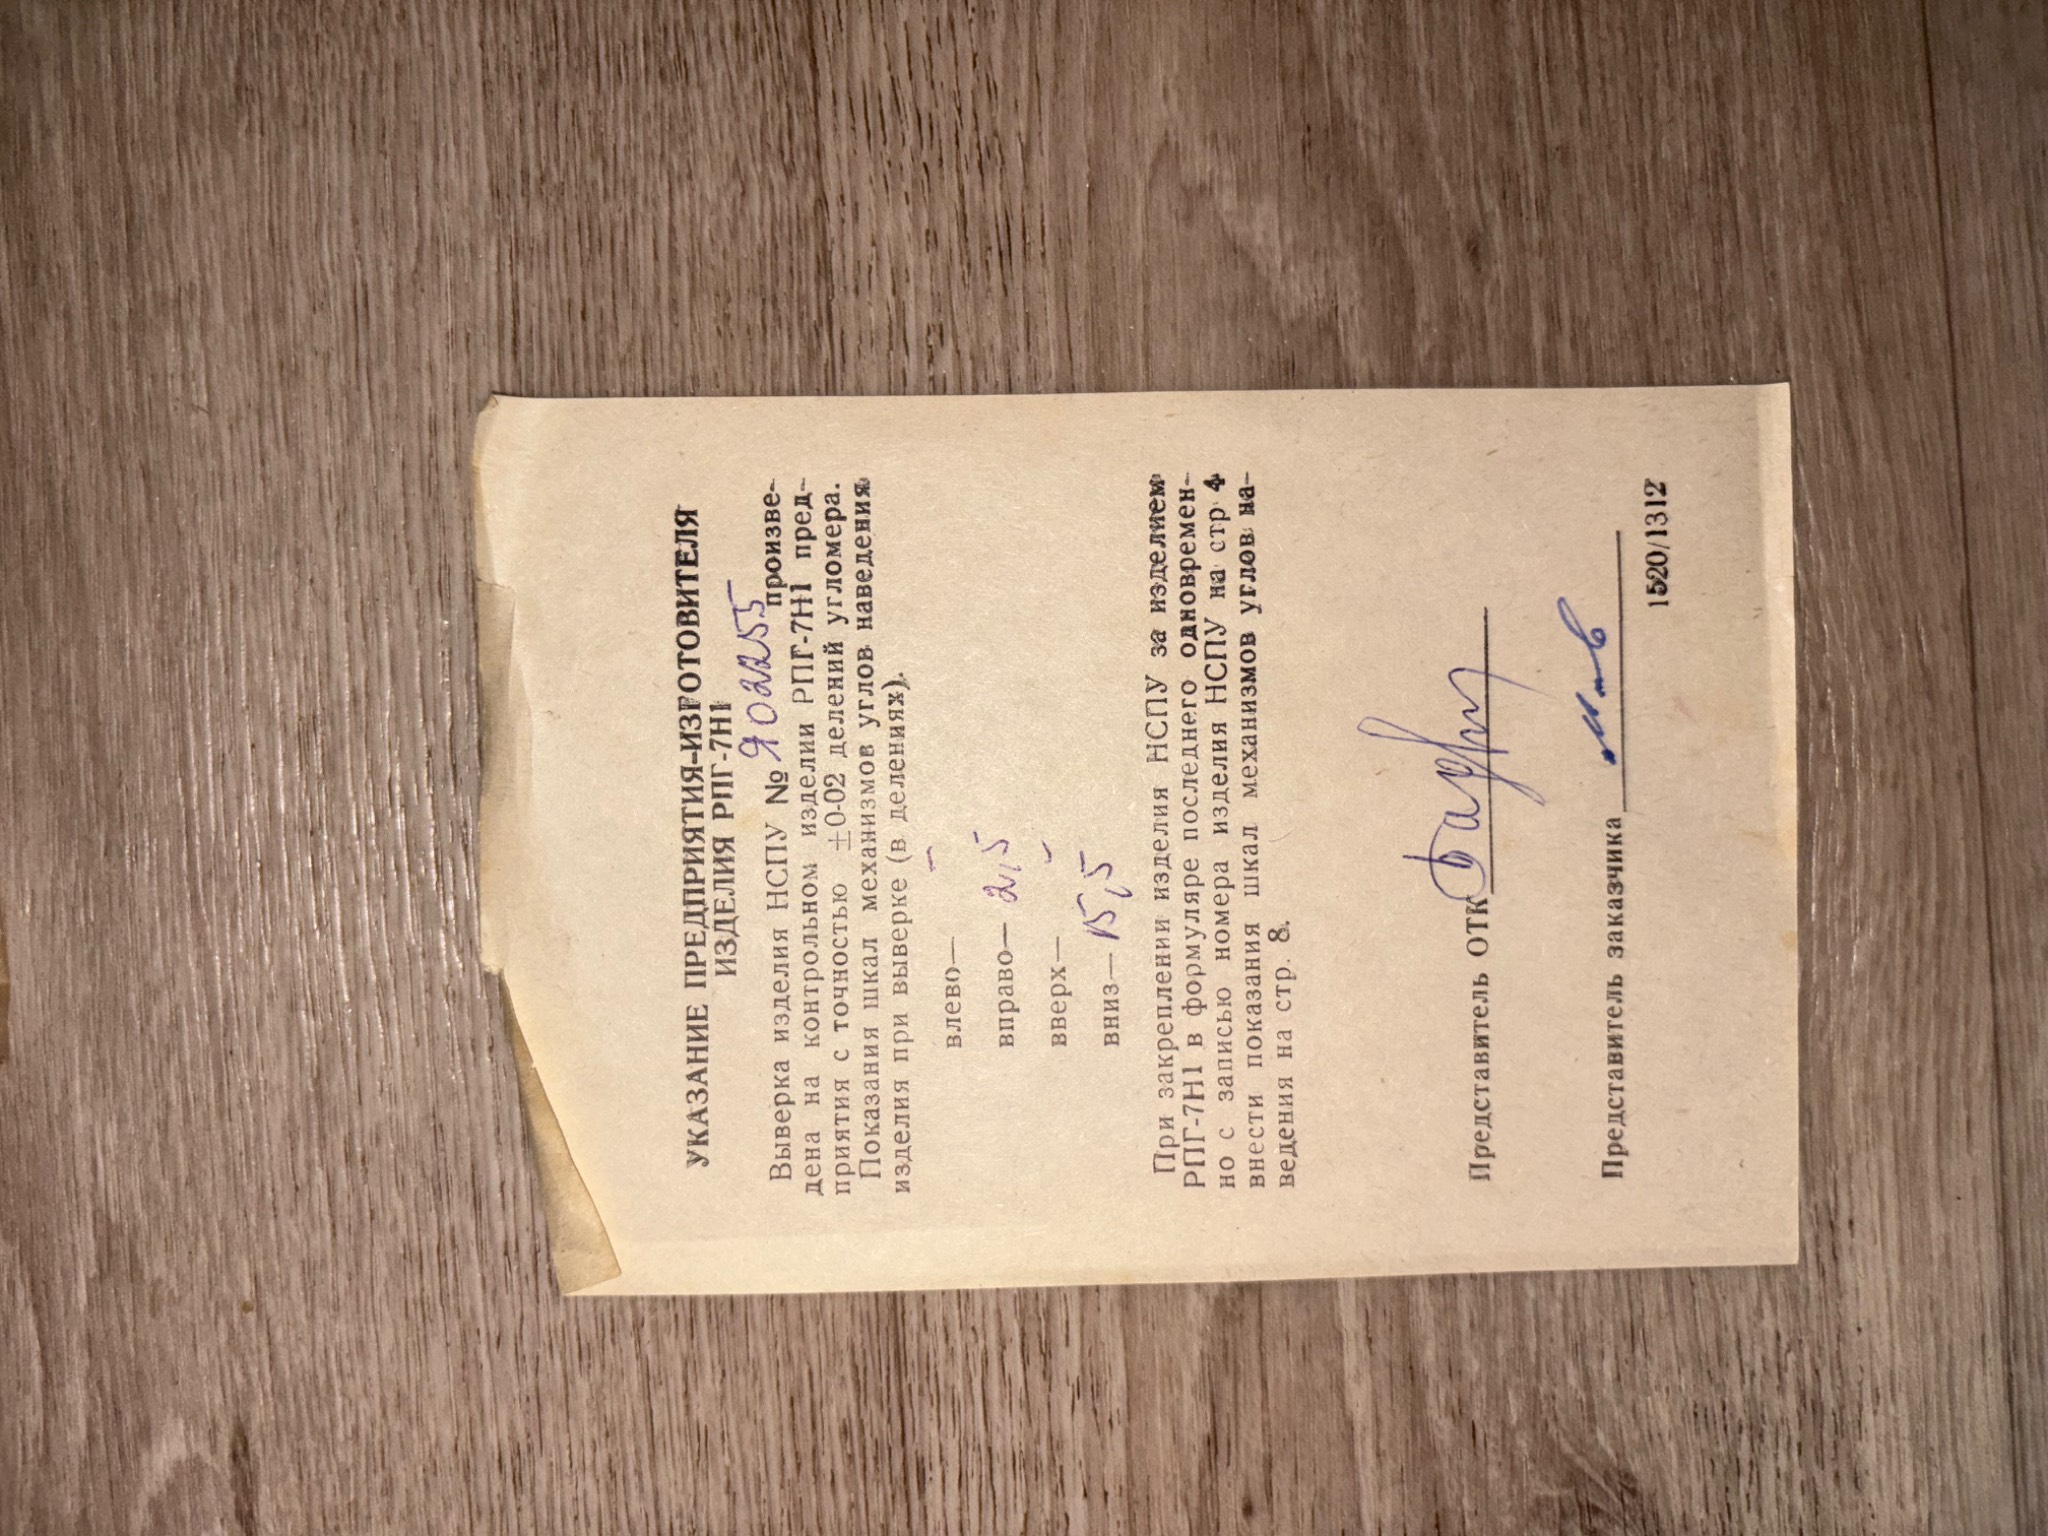 УКАЗАНИЕ ПРЕДПРИЯТИЯ-ИЗГОТОВИТЕЛЯ
ИЗДЕЛИЯ РПГ-7Н1
Выверка изделия НСПУ № 902255 произве-
дена на контрольном изделии РПГ-7Н1 пред-
приятия с точностью ±0-02 делений угломера.
Показания шкал механизмов углов наведения
изделия при выверке (в делениях).
влево— –
вправо— 2,5
вверх— –
вниз— 15,5
При закреплении изделия НСПУ за изделием
РПГ-7Н1 в формуляре последнего одновремен-
но с записью номера изделия НСПУ на стр 4
внести показания шкал механизмов углов на-
ведения на стр. 8.
Представитель ОТК
Представитель заказчика
1520/1312